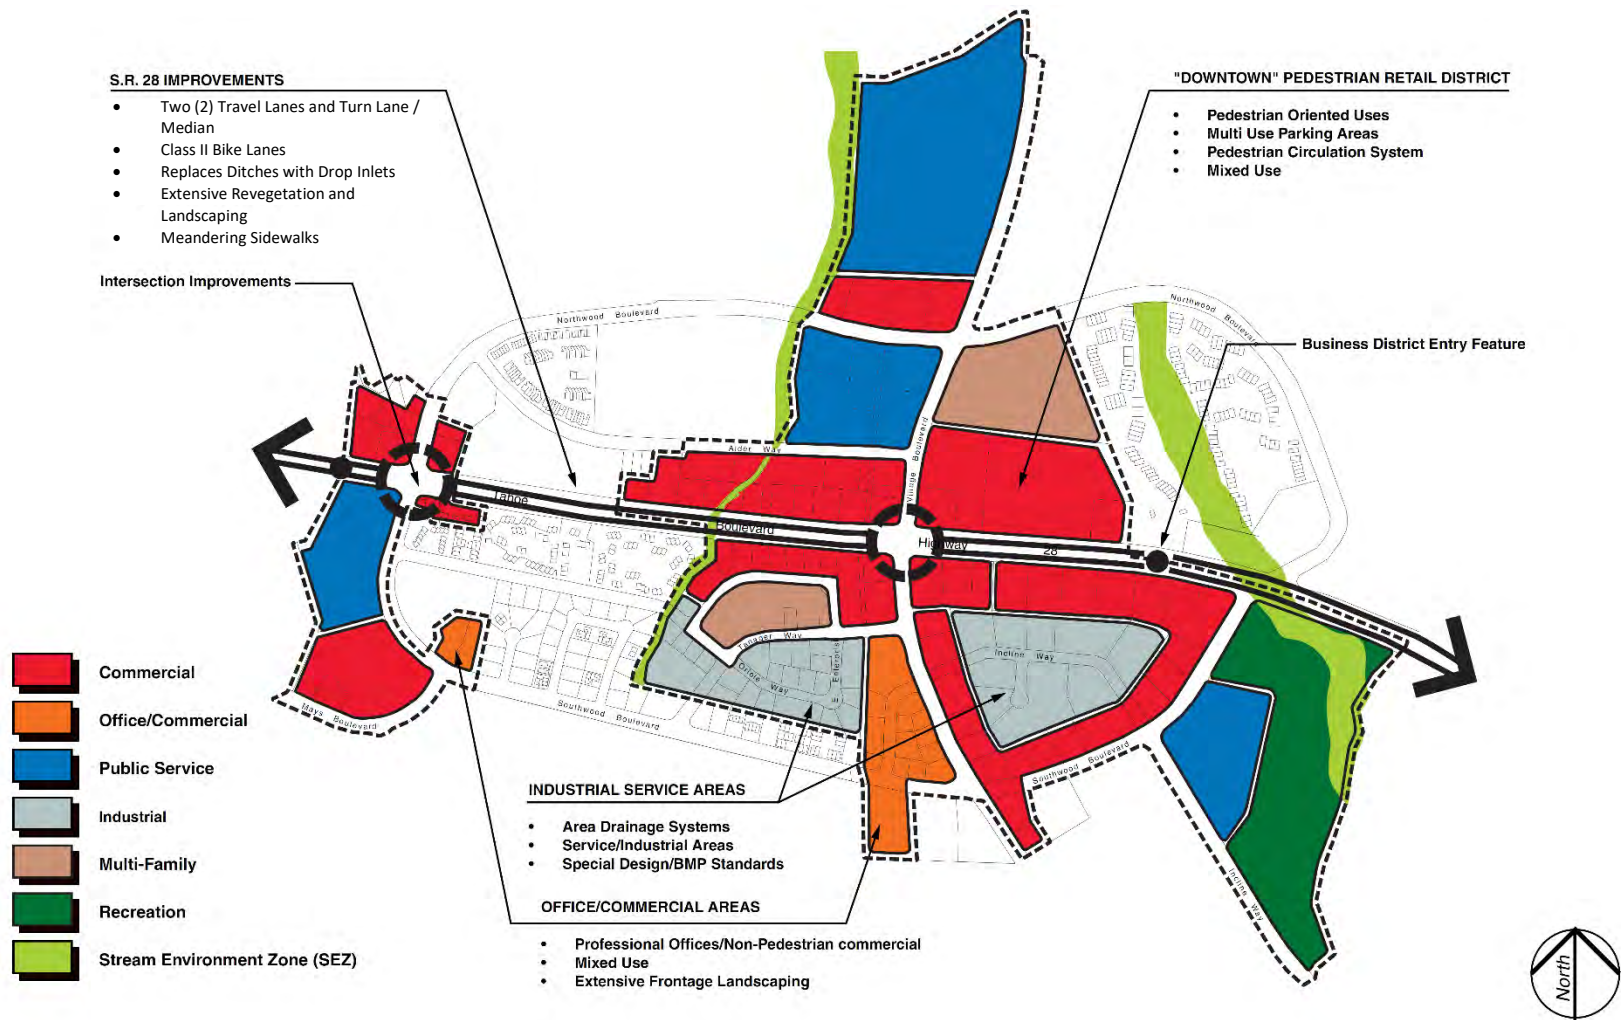 S.R. 28 IMPROVEMENTS
• Two (2) Travel Lanes and Turn Lane /
Median
• Class II Bike Lanes
• Replaces Ditches with Drop Inlets
• Extensive Revegetation and
Landscaping
• Meandering Sidewalks
Intersection Improvements
"DOWNTOWN" PEDESTRIAN RETAIL DISTRICT
• Pedestrian Oriented Uses
• Multi Use Parking Areas
• Pedestrian Circulation System
• Mixed Use
Business District Entry Feature
Northwood Boulevard
Northwood Boulevard
Alder Way
Village Boulevard
Tahoe
Boulevard
Highway
28
Tanager Way
Oriole Way
Enterprise
Incline Way
Southwood Boulevard
Southwood Boulevard
Mays Boulevard
Incline Way
Commercial
Office/Commercial
Public Service
Industrial
Multi-Family
Recreation
Stream Environment Zone (SEZ)
INDUSTRIAL SERVICE AREAS
• Area Drainage Systems
• Service/Industrial Areas
• Special Design/BMP Standards
OFFICE/COMMERCIAL AREAS
• Professional Offices/Non-Pedestrian commercial
• Mixed Use
• Extensive Frontage Landscaping
North